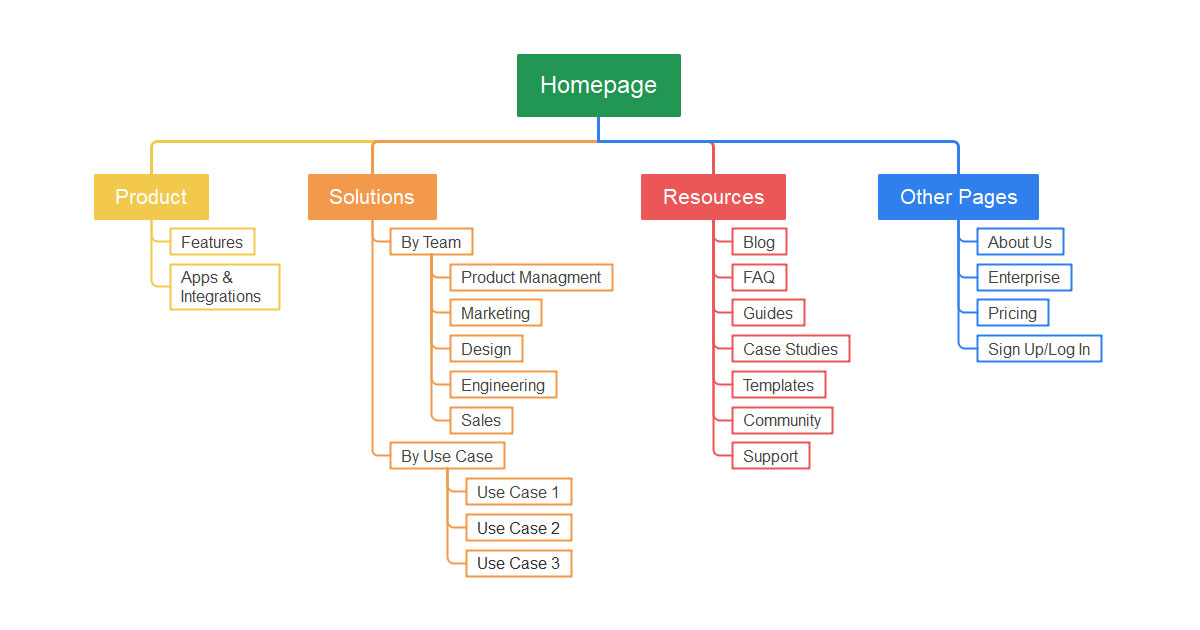 Homepage
Product
Features
Apps &
Integrations
Solutions
By Team
Product Managment
Marketing
Design
Engineering
Sales
By Use Case
Use Case 1
Use Case 2
Use Case 3
Resources
Blog
FAQ
Guides
Case Studies
Templates
Community
Support
Other Pages
About Us
Enterprise
Pricing
Sign Up/Log In